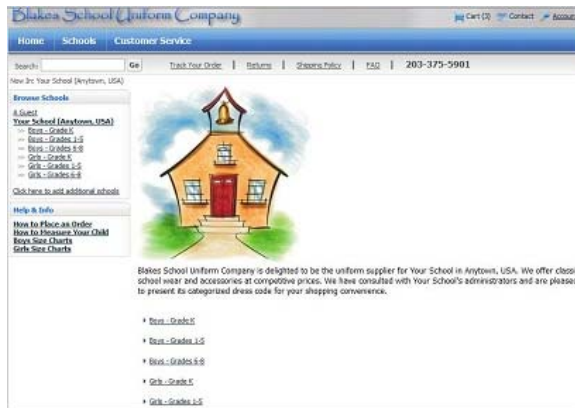 Blakes School Uniform Company
Cart (3) Contact Account
Home Schools Customer Service
Search: Go Track Your Order | Returns | Shipping Policy | FAQ | 203-375-5901
Now In: Your School (Anytown, USA)
Browse Schools
A Guest
Your School (Anytown, USA)
Boys - Grade K
Boys - Grades 1-5
Boys - Grades 6-8
Girls - Grade K
Girls - Grades 1-5
Girls - Grades 6-8
Click here to add additional schools
Help & Info
How to Place an Order
How to Measure Your Child
Boys Size Charts
Girls Size Charts
Blakes School Uniform Company is delighted to be the uniform supplier for Your School in Anytown, USA. We offer classi
school wear and accessories at competitive prices. We have consulted with Your School's administrators and are please
to present its categorized dress code for your shopping convenience.
Boys - Grade K
Boys - Grades 1-5
Boys - Grades 6-8
Girls - Grade K
Girls - Grades 1-5